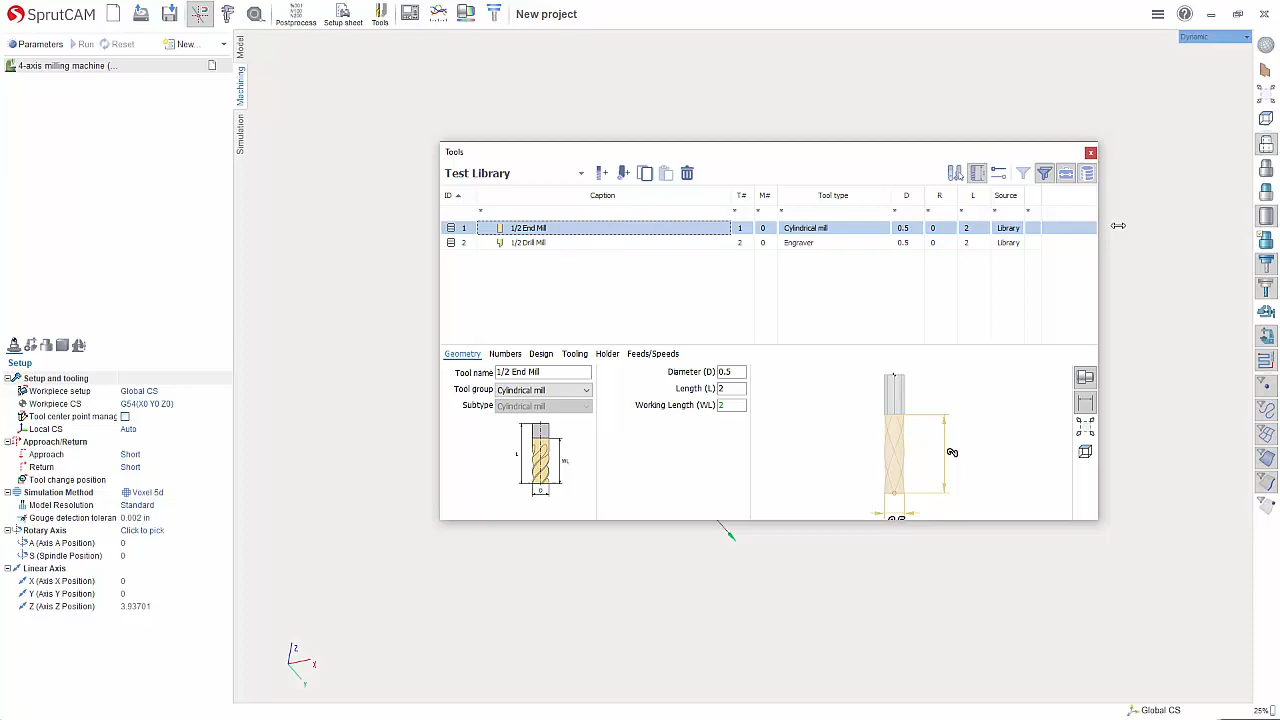 SprutCAM
Postprocess
Setup sheet
Tools
New project
Parameters
Run
Reset
New...
Dynamic
4-axis milling machine (...
Model
Machining
Simulation
Tools
Test Library
ID Caption T# M# Tool type D R L Source
1 1/2 End Mill 1 0 Cylindrical mill 0.5 0 2 Library
2 1/2 Drill Mill 2 0 Engraver 0.5 0 2 Library
Geometry Numbers Design Tooling Holder Feeds/Speeds
Tool name 1/2 End Mill
Tool group Cylindrical mill
Subtype Cylindrical mill
Diameter (D) 0.5
Length (L) 2
Working Length (WL) 2
L
WL
D
2
Setup
Setup and tooling
Workpiece setup Global CS
Workpiece CS G54(X0 Y0 Z0)
Tool center point manag
Local CS Auto
Approach/Return
Approach Short
Return Short
Tool change position
Simulation Method Voxel 5d
Model Resolution Standard
Gouge detection toleran 0.002 in
Rotary Axis Click to pick
A (Axis A Position) 0
S (Spindle Position) 0
Linear Axis
X (Axis X Position) 0
Y (Axis Y Position) 0
Z (Axis Z Position) 3.93701
Z
X
Y
Global CS
25%